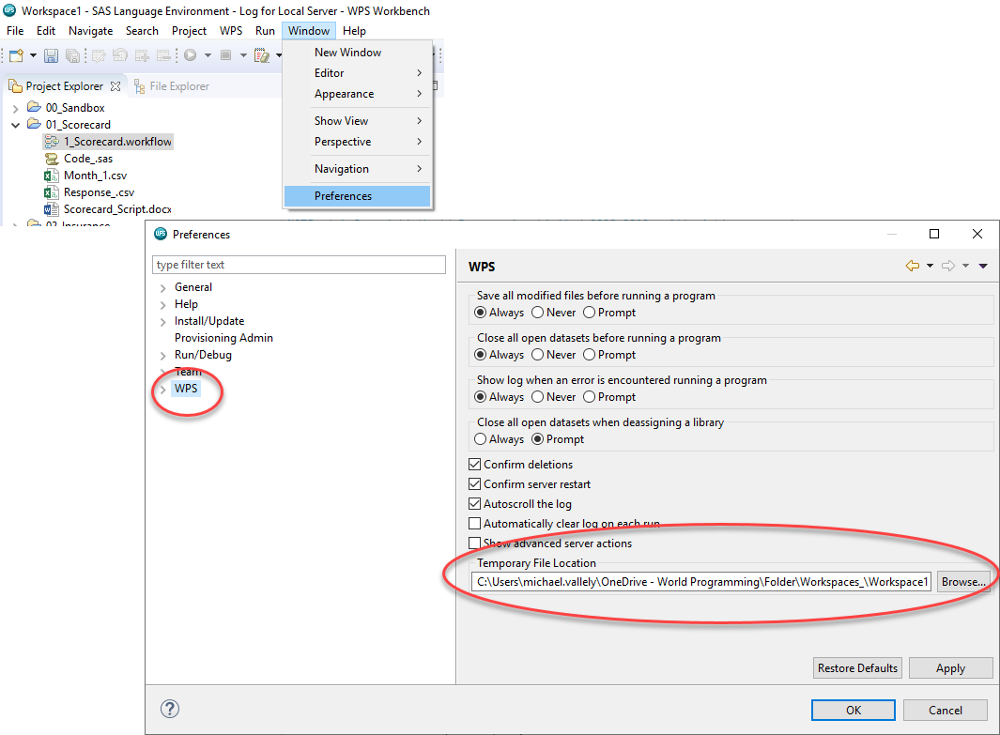 Workspace1 - SAS Language Environment - Log for Local Server - WPS Workbench
File Edit Navigate Search Project WPS Run Window Help
New Window
Editor
Appearance
Show View
Perspective
Navigation
Preferences
Project Explorer File Explorer
00_Sandbox
01_Scorecard
1_Scorecard.workflow
Code_.sas
Month_1.csv
Response_.csv
Scorecard_Script.docx
02_Insurance
WPS Preferences
type filter text
General
Help
Install/Update
Provisioning Admin
Run/Debug
Team
WPS
WPS
Save all modified files before running a program
Always Never Prompt
Close all open datasets before running a program
Always Never Prompt
Show log when an error is encountered running a program
Always Never Prompt
Close all open datasets when deassigning a library
Always Prompt
Confirm deletions
Confirm server restart
Autoscroll the log
Automatically clear log on each run
Show advanced server actions
Temporary File Location
C:\Users\michael.vallely\OneDrive - World Programming\Folder\Workspaces_\Workspace1 Browse...
Restore Defaults Apply
? OK Cancel